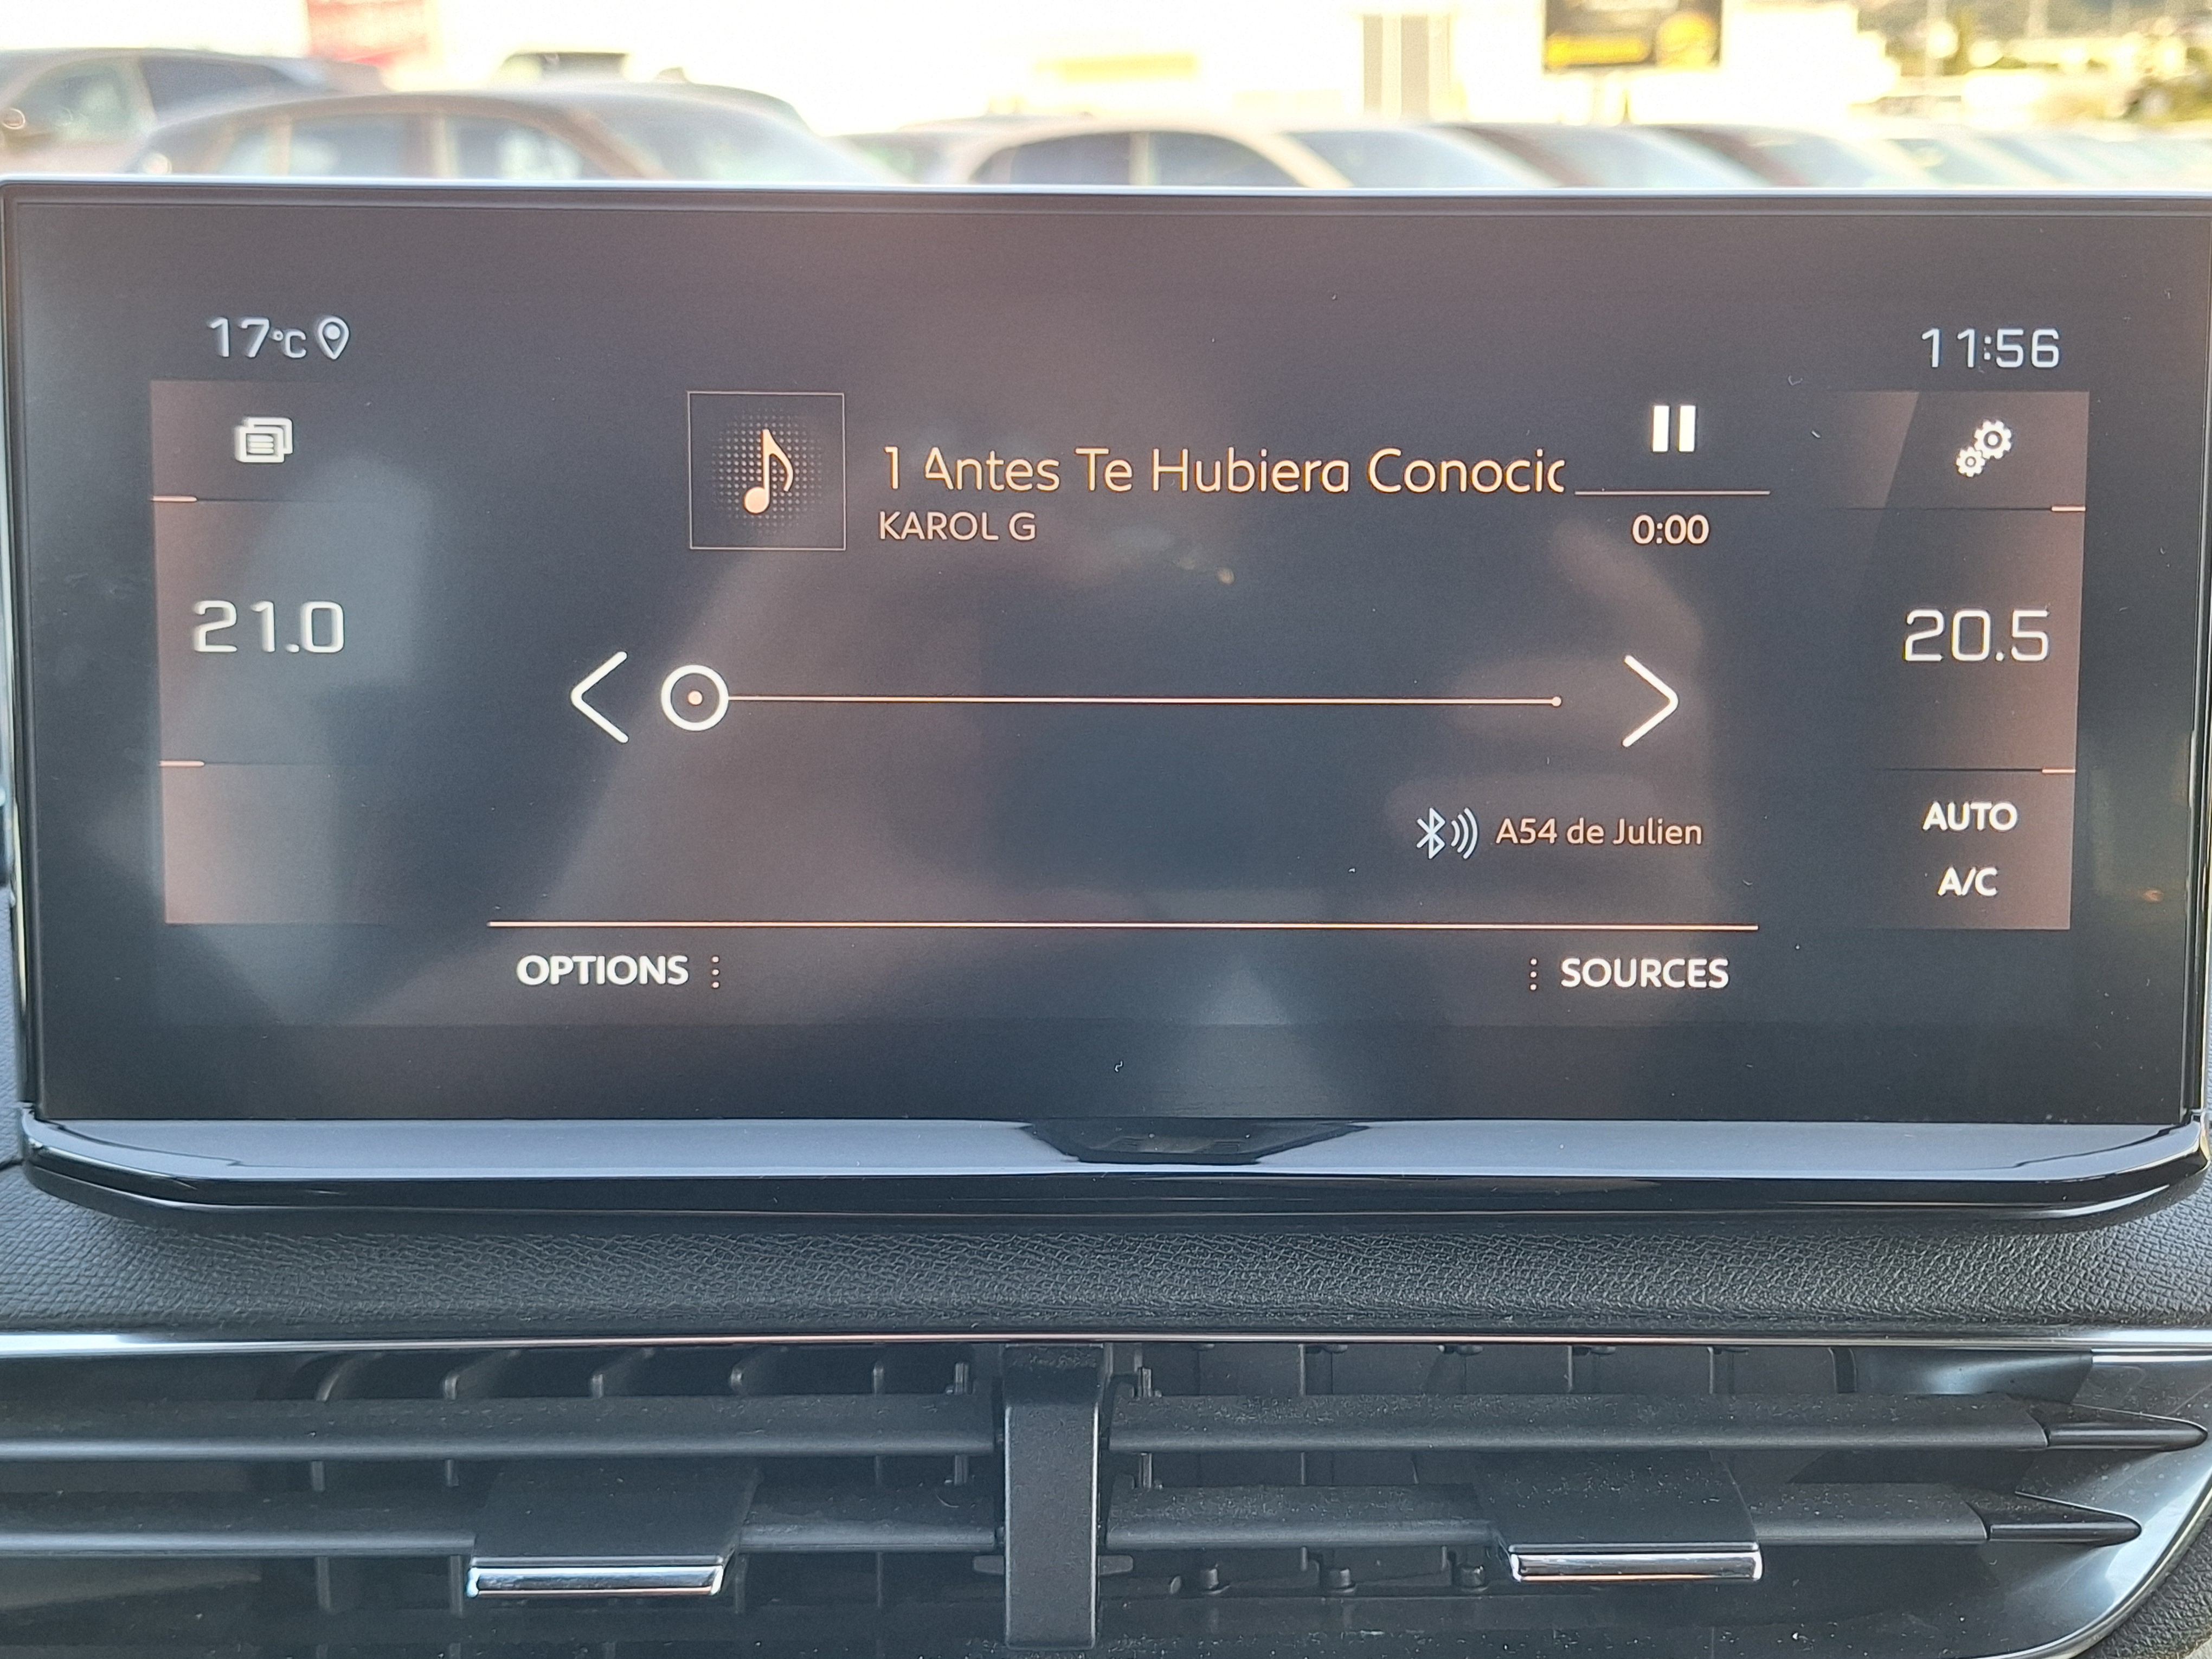 17°C
11:56
1 Antes Te Hubiera Conocic
KAROL G
0:00
21.0
20.5
A54 de Julien
AUTO
A/C
OPTIONS
SOURCES